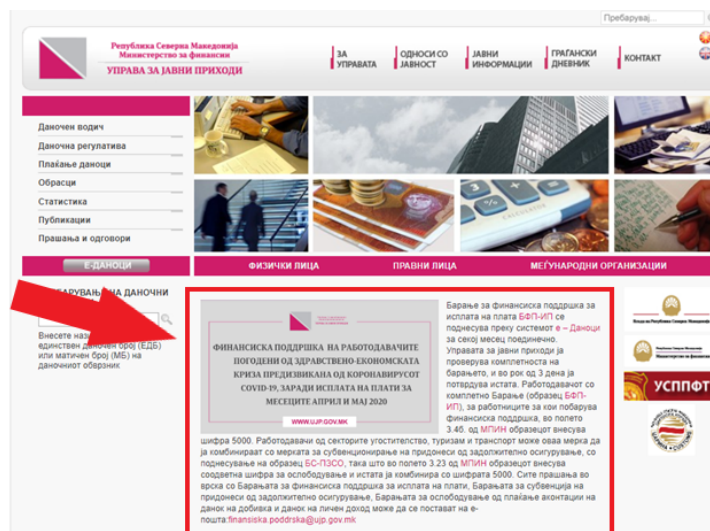 Пребарувај...
Република Северна Македонија
Министерство за финансии
УПРАВА ЗА ЈАВНИ ПРИХОДИ
ЗА
УПРАВАТА
ОДНОСИ СО
ЈАВНОСТ
ЈАВНИ
ИНФОРМАЦИИ
ГРАЃАНСКИ
ДНЕВНИК
КОНТАКТ
Даночен водич
Даночна регулатива
Плаќање даноци
Обрасци
Статистика
Публикации
Прашања и одговори
Е-ДАНОЦИ
ФИЗИЧКИ ЛИЦА
ПРАВНИ ЛИЦА
МЕЃУНАРОДНИ ОРГАНИЗАЦИИ
НА ДАНОЧНИ
Внесете
единствен даночен број (ЕДБ)
или матичен број (МБ) на
даночниот обврзник
ФИНАНСИСКА ПОДДРШКА НА РАБОТОДАВАЧИТЕ
ПОГОДЕНИ ОД ЗДРАВСТВЕНО-ЕКОНОМСКАТА
КРИЗА ПРЕДИЗВИКАНА ОД КОРОНАВИРУСОТ
COVID-19, ЗАРАДИ ИСПЛАТА НА ПЛАТИ ЗА
МЕСЕЦИТЕ АПРИЛ И МАЈ 2020
WWW.UJP.GOV.MK
Барање за финансиска поддршка за
исплата на плата БФП-ИП се
поднесува преку системот е – Даноци
за секој месец поединечно.
Управата за јавни приходи ја
проверува комплетноста на
барањето, и во рок од 3 дена ја
потврдува истата. Работодавачот со
комплетно Барање (образец БФП-
ИП), за работниците за кои побарува
финансиска поддршка, во полето
3.4б. од МПИН образецот внесува
шифра 5000. Работодавачи од секторите угостителство, туризам и транспорт може оваа мерка да
ја комбинираат со мерката за субвенционирање на придонеси од задолжително осигурување, со
поднесување на образец БС-ПЗСО, така што во полето 3.23 од МПИН образецот внесува
соодветна шифра за ослободување и истата ја комбинира со шифрата 5000. Сите прашања во
врска со Барањата за финансиска поддршка за исплата на плати, Барањата за субвенција на
придонеси од задолжително осигурување, Барањата за ослободување од плаќање аконтации на
данок на добивка и данок на личен доход може да се постават на е-
пошта:finansiska.poddrska@ujp.gov.mk
Влада на Република Северна Македонија
Министерство за финансии
УСППФТ